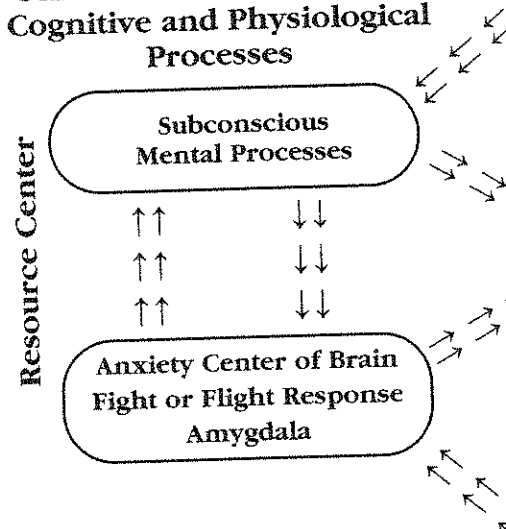 Cognitive and Physiological
Processes
Subconscious
Mental Processes
Resource Center
Anxiety Center of Brain
Fight or Flight Response
Amygdala